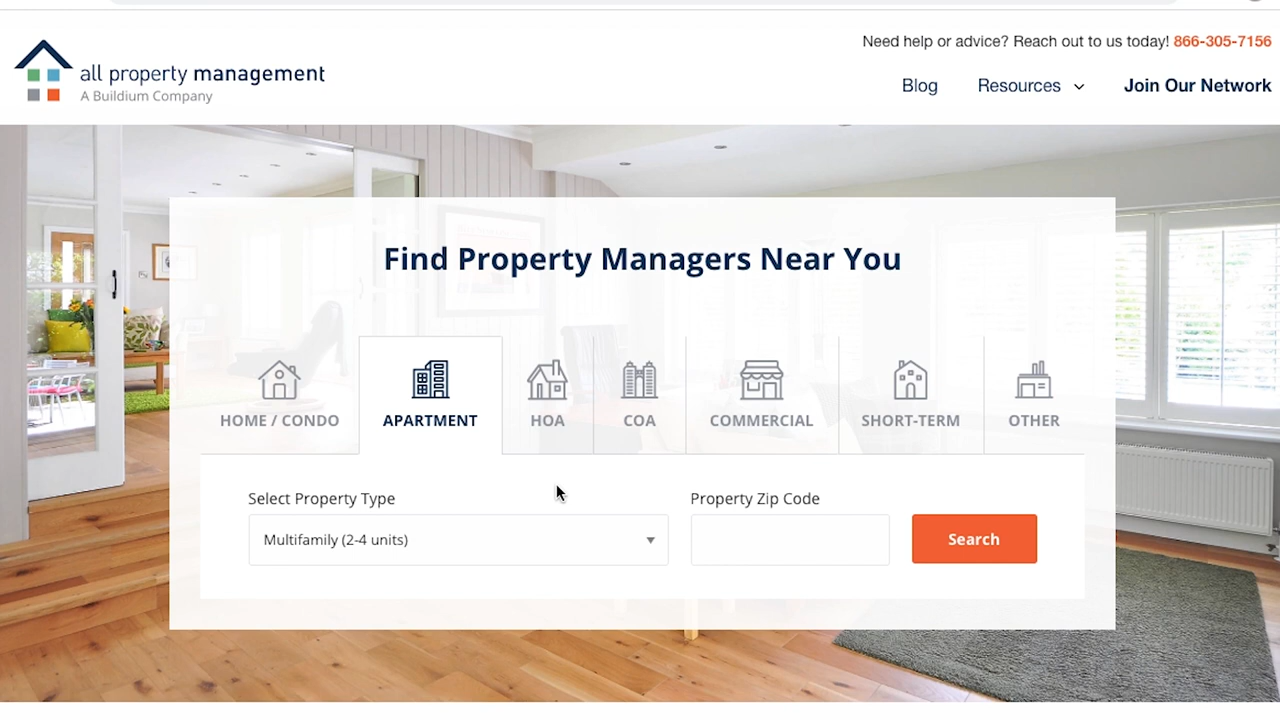 Need help or advice? Reach out to us today! 866-305-7156
all property management
A Buildium Company
Blog
Resources
Join Our Network
Find Property Managers Near You
HOME / CONDO
APARTMENT
HOA
COA
COMMERCIAL
SHORT-TERM
OTHER
Select Property Type
Property Zip Code
Multifamily (2-4 units)
Search